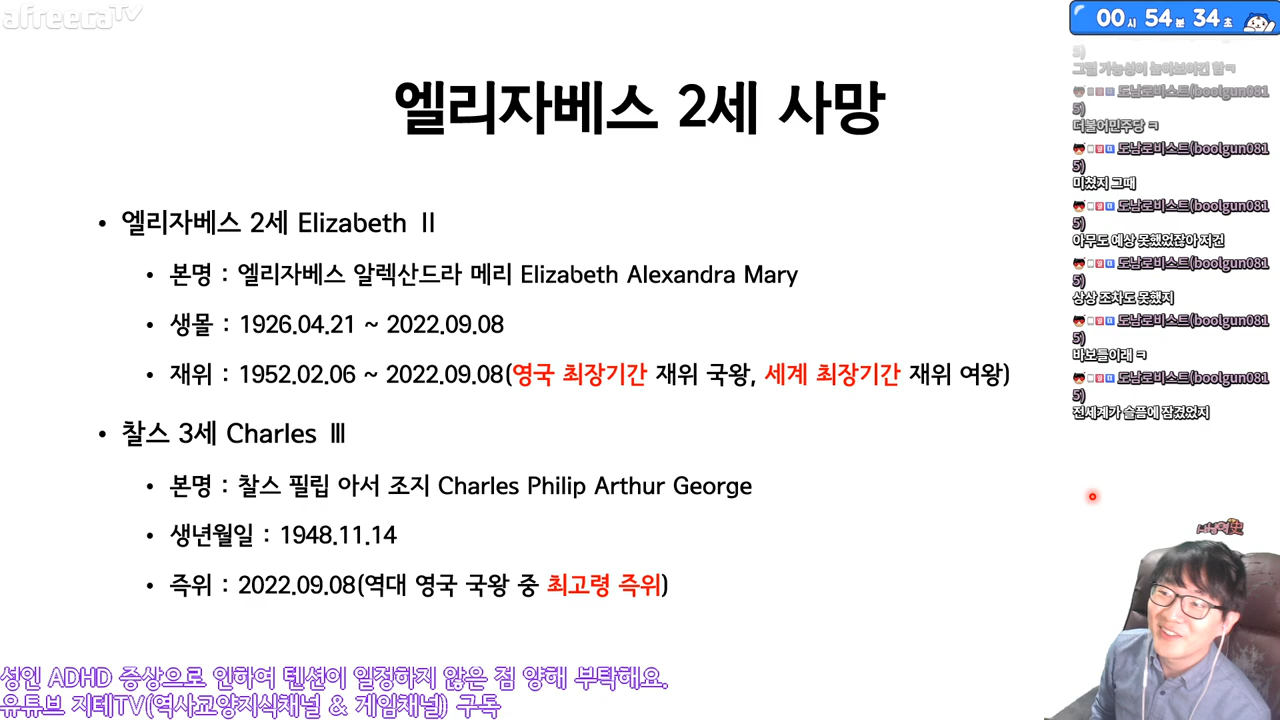 afreecaTV
00시 54분 34초
엘리자베스 2세 사망
• 엘리자베스 2세 Elizabeth Ⅱ
• 본명 : 엘리자베스 알렉산드라 메리 Elizabeth Alexandra Mary
• 생몰 : 1926.04.21 ~ 2022.09.08
• 재위 : 1952.02.06 ~ 2022.09.08(영국 최장기간 재위 국왕, 세계 최장기간 재위 여왕)
• 찰스 3세 Charles Ⅲ
• 본명 : 찰스 필립 아서 조지 Charles Philip Arthur George
• 생년월일 : 1948.11.14
• 즉위 : 2022.09.08(역대 영국 국왕 중 최고령 즉위)
5)
그럴 가능성이 높아보이긴 함ㅋ
도남로비스트(boolgun081
5)
더불어민주당 ㅋ
도남로비스트(boolgun081
5)
미쳤지 그때
도남로비스트(boolgun081
5)
아무도 예상 못했었잖아 저건
도남로비스트(boolgun081
5)
상상 조차도 못했지
도남로비스트(boolgun081
5)
바보들이래 ㅋ
도남로비스트(boolgun081
5)
전세계가 슬픔에 잠겼었지
성인 ADHD 증상으로 인하여 텐션이 일정하지 않은 점 양해 부탁해요.
유튜브 지테TV(역사교양지식채널 & 게임채널) 구독